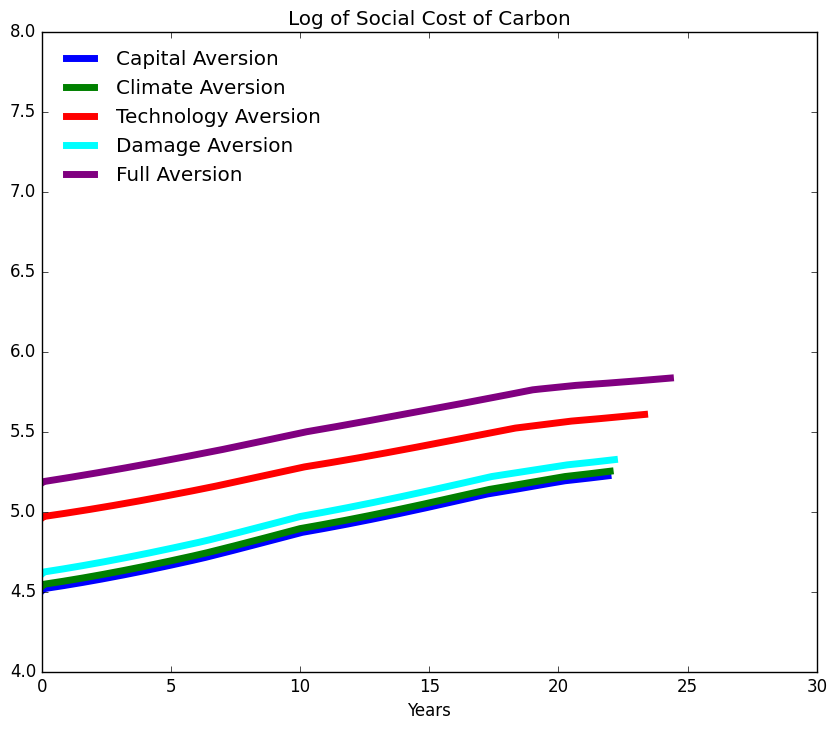 Log of Social Cost of Carbon
8.0
7.5
7.0
6.5
6.0
5.5
5.0
4.5
4.0
Capital Aversion
Climate Aversion
Technology Aversion
Damage Aversion
Full Aversion
0 5 10 15 20 25 30
Years